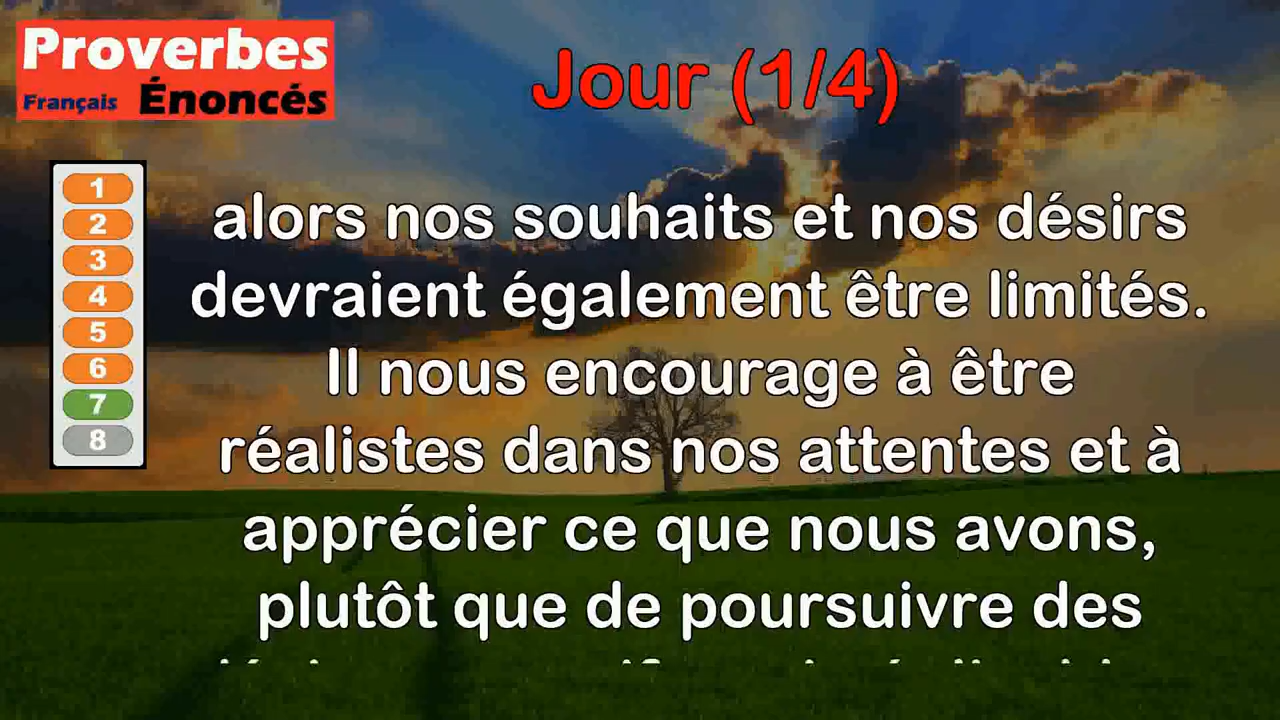 Proverbes
Français Énoncés
Jour (1/4)
1
2
3
4
5
6
7
8
alors nos souhaits et nos désirs
devraient également être limités.
Il nous encourage à être
réalistes dans nos attentes et à
apprécier ce que nous avons,
plutôt que de poursuivre des